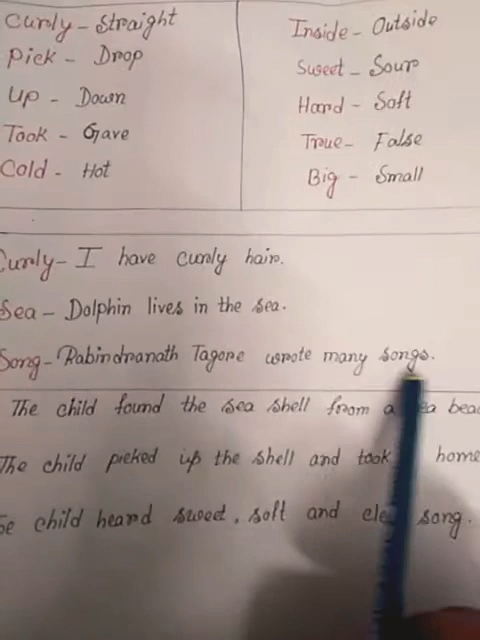 Curly - Straight
Pick - Drop
Up - Down
Took - Gave
Cold - Hot
Inside - Outside
Sweet - Sour
Hard - Soft
True - False
Big - Small
Curly - I have curly hair.
Sea - Dolphin lives in the sea.
Song - Rabindranath Tagore wrote many songs.
The child found the sea shell from a
The child picked up the shell and took home
child heard sweet, soft and song.